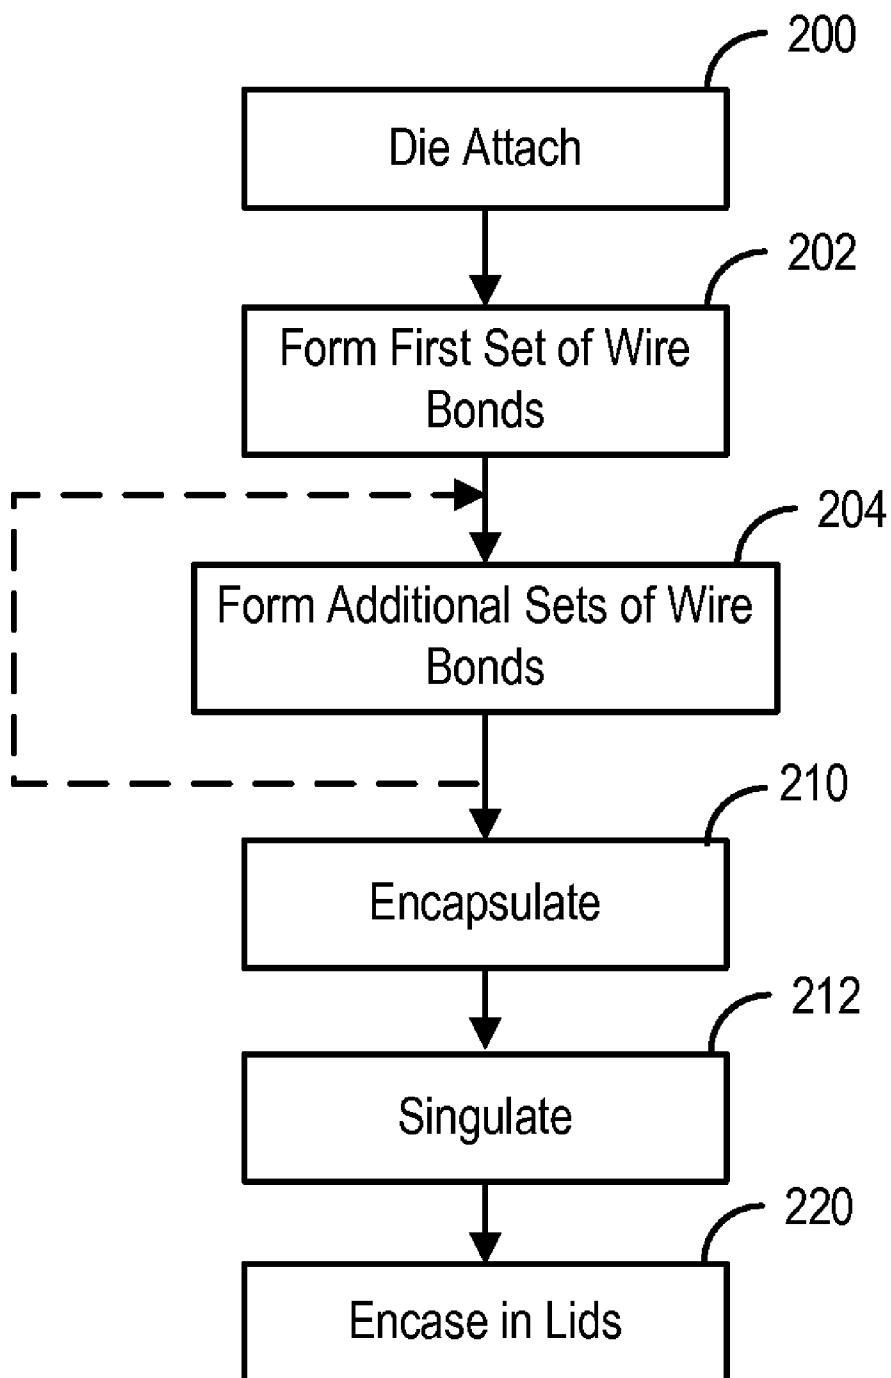 200
Die Attach
202
Form First Set of Wire
Bonds
204
Form Additional Sets of Wire
Bonds
210
Encapsulate
212
Singulate
220
Encase in Lids